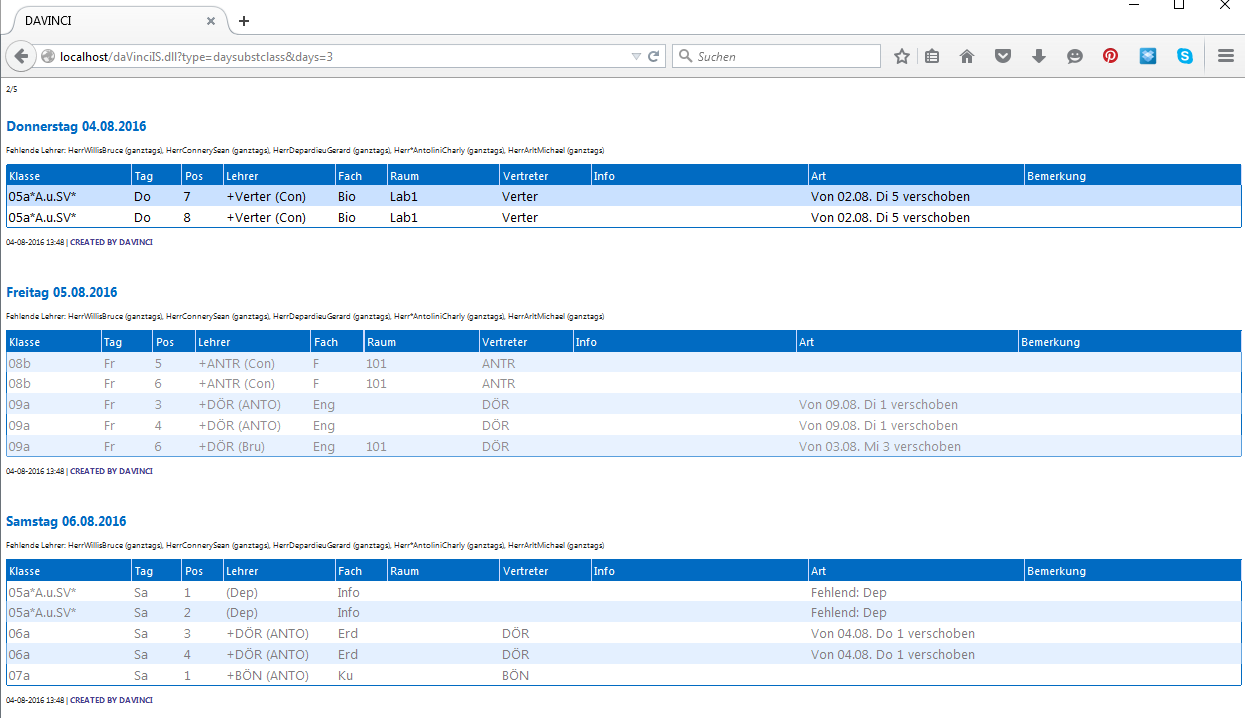 DAVINCI
localhost/daVinciIS.dll?type=daysubstclass&days=3 Suchen
2/5
Donnerstag 04.08.2016
Fehlende Lehrer: HerrWillisBruce (ganztags), HerrConnerySean (ganztags), HerrDepardieuGerard (ganztags), Herr*AntoliniCharly (ganztags), HerrArltMichael (ganztags)
Klasse Tag Pos Lehrer Fach Raum Vertreter Info Art Bemerkung
05a*A.u.SV* Do 7 +Verter (Con) Bio Lab1 Verter Von 02.08. Di 5 verschoben
05a*A.u.SV* Do 8 +Verter (Con) Bio Lab1 Verter Von 02.08. Di 5 verschoben
04-08-2016 13:48 | CREATED BY DAVINCI
Freitag 05.08.2016
Fehlende Lehrer: HerrWillisBruce (ganztags), HerrConnerySean (ganztags), HerrDepardieuGerard (ganztags), Herr*AntoliniCharly (ganztags), HerrArltMichael (ganztags)
Klasse Tag Pos Lehrer Fach Raum Vertreter Info Art Bemerkung
08b Fr 5 +ANTR (Con) F 101 ANTR
08b Fr 6 +ANTR (Con) F 101 ANTR
09a Fr 3 +DÖR (ANTO) Eng DÖR Von 09.08. Di 1 verschoben
09a Fr 4 +DÖR (ANTO) Eng DÖR Von 09.08. Di 1 verschoben
09a Fr 6 +DÖR (Bru) Eng 101 DÖR Von 03.08. Mi 3 verschoben
04-08-2016 13:48 | CREATED BY DAVINCI
Samstag 06.08.2016
Fehlende Lehrer: HerrWillisBruce (ganztags), HerrConnerySean (ganztags), HerrDepardieuGerard (ganztags), Herr*AntoliniCharly (ganztags), HerrArltMichael (ganztags)
Klasse Tag Pos Lehrer Fach Raum Vertreter Info Art Bemerkung
05a*A.u.SV* Sa 1 (Dep) Info Fehlend: Dep
05a*A.u.SV* Sa 2 (Dep) Info Fehlend: Dep
06a Sa 3 +DÖR (ANTO) Erd DÖR Von 04.08. Do 1 verschoben
06a Sa 4 +DÖR (ANTO) Erd DÖR Von 04.08. Do 1 verschoben
07a Sa 1 +BÖN (ANTO) Ku BÖN
04-08-2016 13:48 | CREATED BY DAVINCI